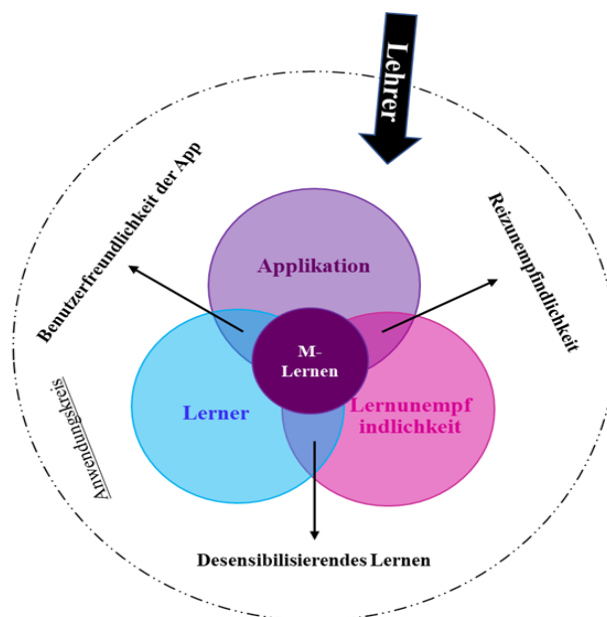 Lehrer
Benutzerfreundlichkeit der App
Reizunempfindlichkeit
Applikation
M-
Lernen
Lerner
Lernunempf
indlichkeit
Anwendungskreis
Desensibilisierendes Lernen